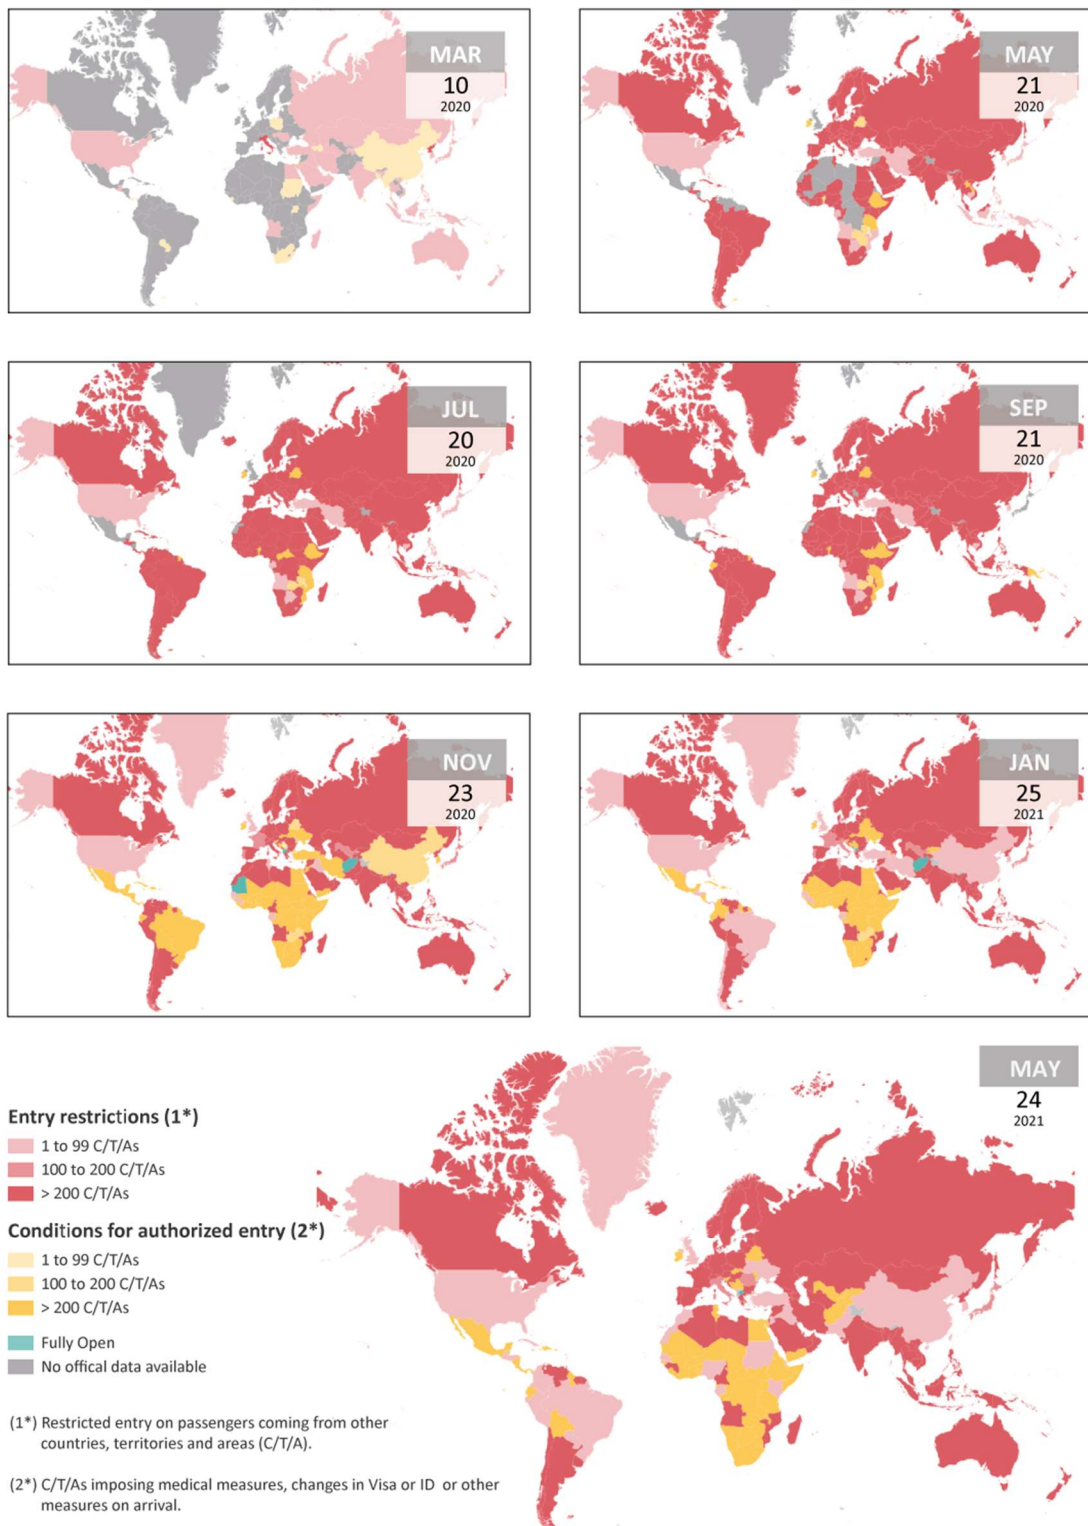 MAR
10
2020
MAY
21
2020
JUL
20
2020
SEP
21
2020
NOV
23
2020
JAN
25
2021
MAY
24
2021
Entry restrictions (1*)
1 to 99 C/T/As
100 to 200 C/T/As
> 200 C/T/As
Conditions for authorized entry (2*)
1 to 99 C/T/As
100 to 200 C/T/As
> 200 C/T/As
Fully Open
No offical data available
(1*) Restricted entry on passengers coming from other
countries, territories and areas (C/T/A).
(2*) C/T/As imposing medical measures, changes in Visa or ID or other
measures on arrival.